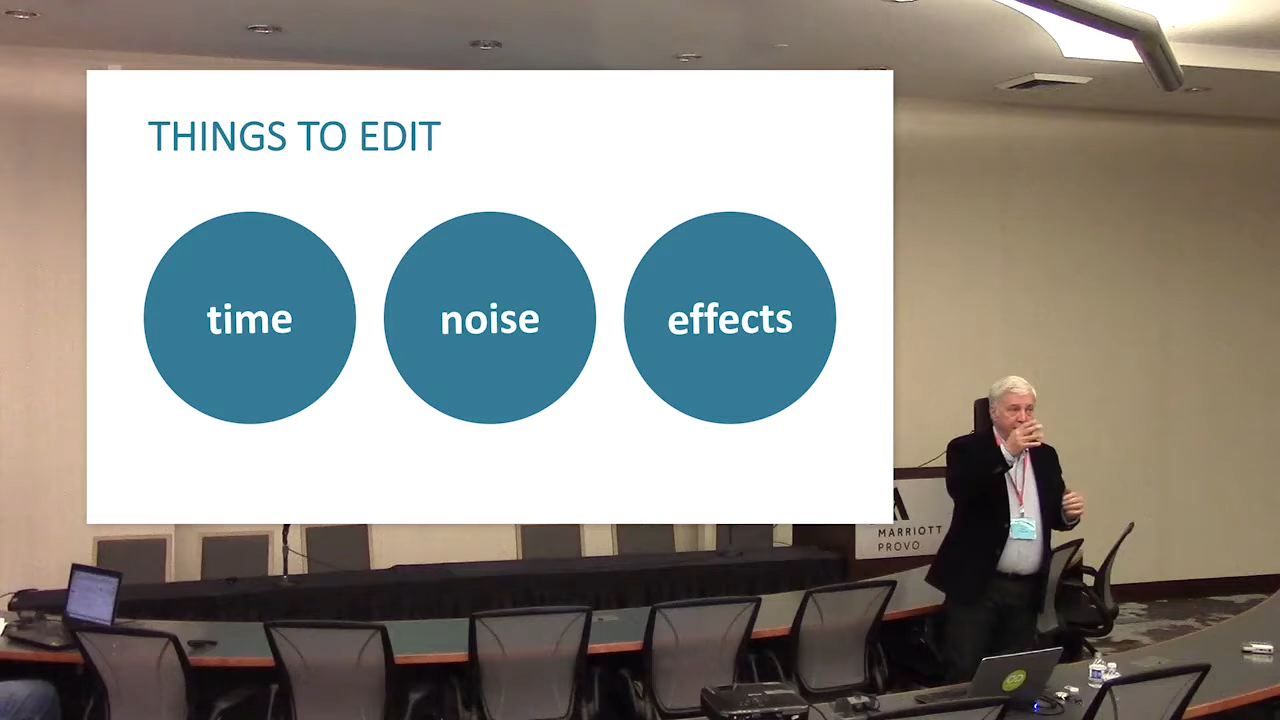 THINGS TO EDIT
time
noise
effects
MARRIOTT
PROVO